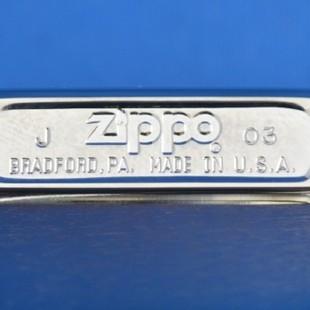 J Zippo 03
BRADFORD, PA. MADE IN U.S.A.